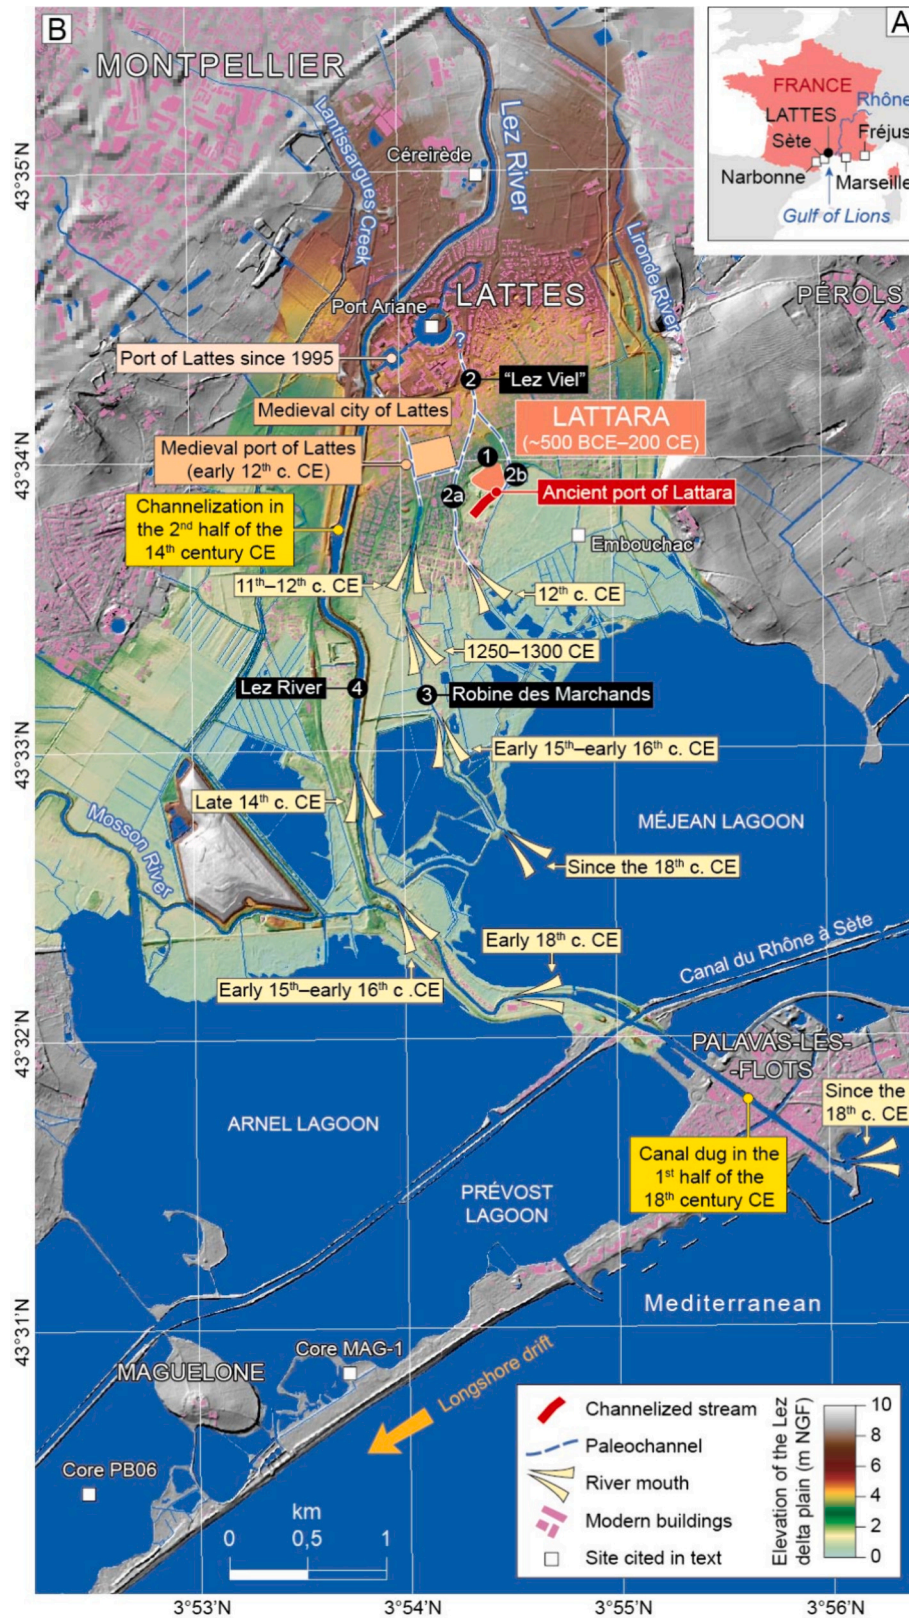 B
A
MONTPELLIER
FRANCE
Rhône
LATTES
Sète
Fréjus
Narbonne
Marseille
Gulf of Lions
Lantissargues Creek
Lez River
Céreirède
43°35'N
Lironde River
LATTES
Port Ariane
PÉROLS
?
Port of Lattes since 1995
2
“Lez Viel”
Medieval city of Lattes
LATTARA
(~500 BCE–200 CE)
Medieval port of Lattes
(early 12th c. CE)
43°34'N
1
2b
2a
Ancient port of Lattara
Channelization in
the 2nd half of the
14th century CE
Embouchac
11th–12th c. CE
12th c. CE
1250–1300 CE
Lez River
4
3
Robine des Marchands
43°33'N
Early 15th–early 16th c. CE
Late 14th c. CE
Mosson River
MÉJEAN LAGOON
Since the 18th c. CE
Early 18th c. CE
Canal du Rhône à Sète
Early 15th–early 16th c .CE
43°32'N
PALAVAS-LES-
-FLOTS
Since the
18th c. CE
ARNEL LAGOON
Canal dug in the
1st half of the
18th century CE
PRÉVOST
LAGOON
43°31'N
Mediterranean
Core MAG-1
MAGUELONE
Longshore drift
Core PB06
km
0
0,5
1
Channelized stream
Paleochannel
River mouth
Modern buildings
Site cited in text
Elevation of the Lez
delta plain (m NGF)
10
8
6
4
2
0
3°53'N
3°54'N
3°55'N
3°56'N